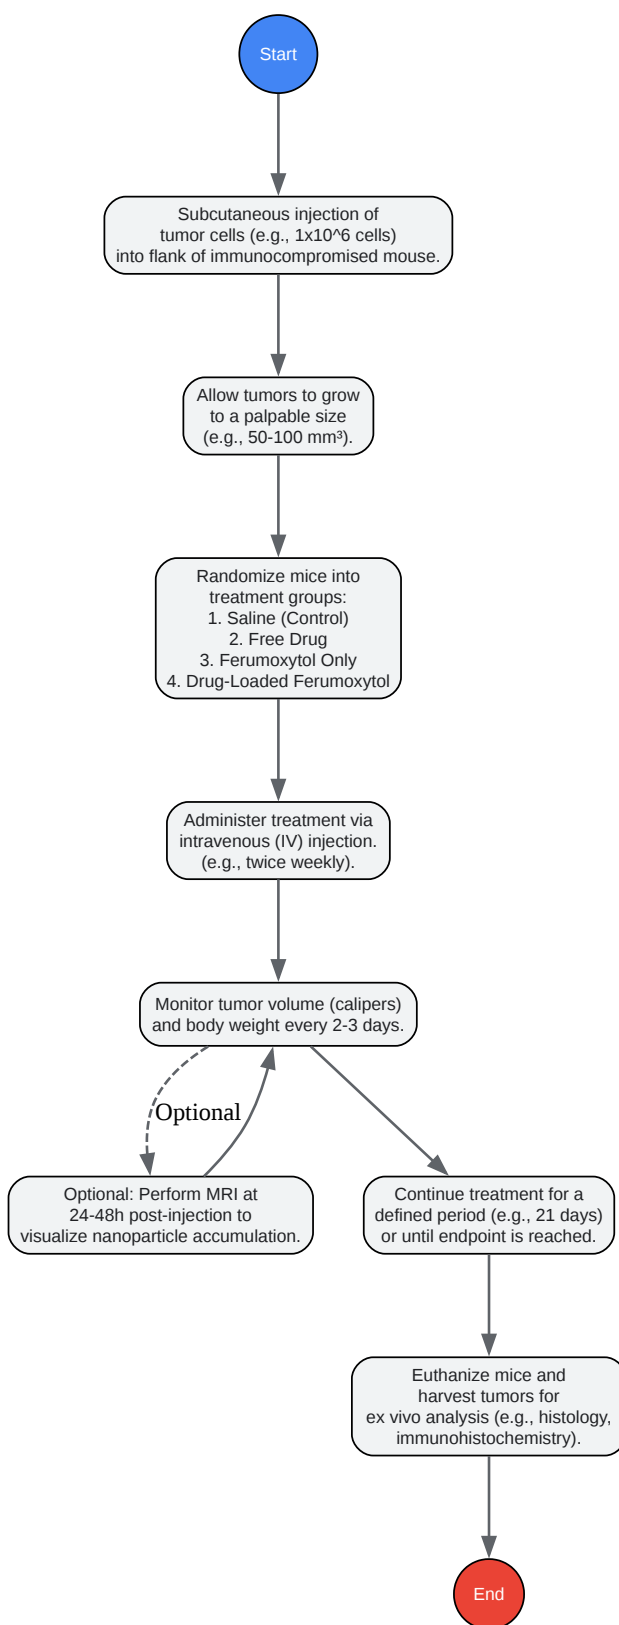 Start
Subcutaneous injection of
tumor cells (e.g., 1x10^6 cells)
into flank of immunocompromised mouse.
Allow tumors to grow
to a palpable size
(e.g., 50-100 mm³).
Randomize mice into
treatment groups:
1. Saline (Control)
2. Free Drug
3. Ferumoxytol Only
4. Drug-Loaded Ferumoxytol
Administer treatment via
intravenous (IV) injection.
(e.g., twice weekly).
Monitor tumor volume (calipers)
and body weight every 2-3 days.
Optional
Optional: Perform MRI at
24-48h post-injection to
visualize nanoparticle accumulation.
Continue treatment for a
defined period (e.g., 21 days)
or until endpoint is reached.
Euthanize mice and
harvest tumors for
ex vivo analysis (e.g., histology,
immunohistochemistry).
End